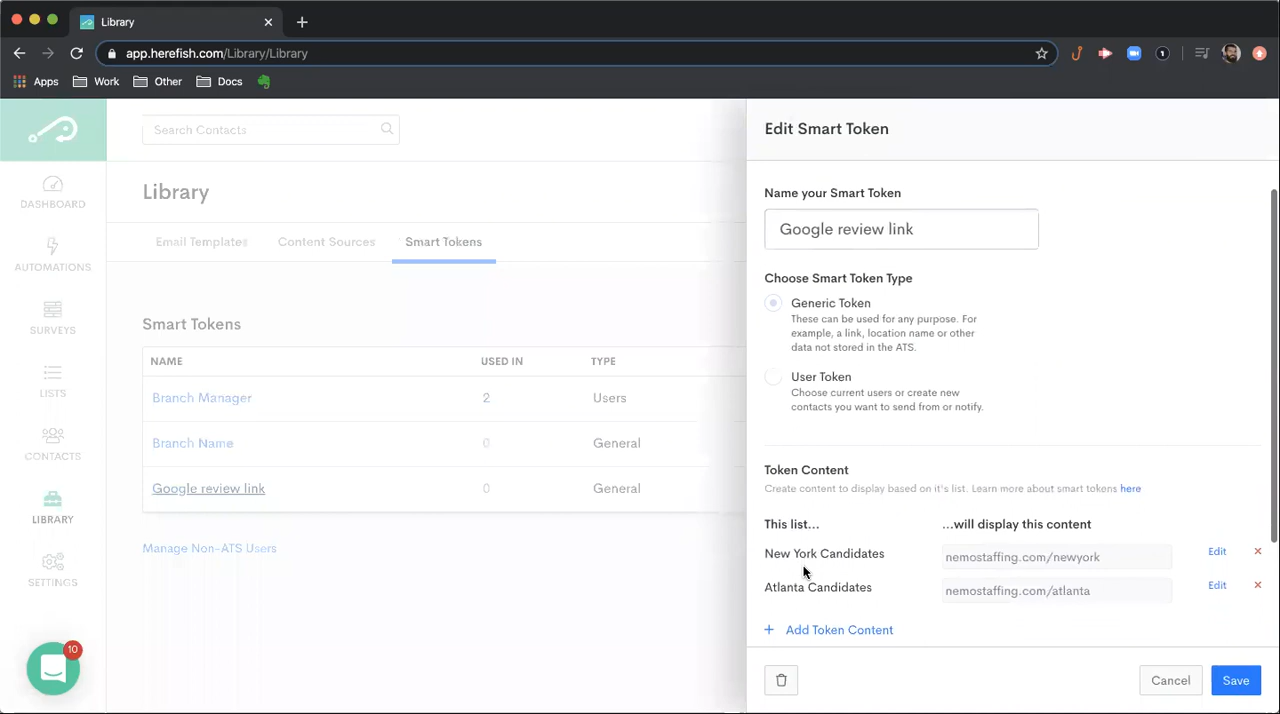 Library
app.herefish.com/Library/Library
Apps
Work
Other
Docs
Search Contacts
DASHBOARD
AUTOMATIONS
SURVEYS
LISTS
CONTACTS
LIBRARY
SETTINGS
10
Library
Email Templates
Content Sources
Smart Tokens
Smart Tokens
NAME USED IN TYPE
Branch Manager 2 Users
Branch Name 0 General
Google review link 0 General
Manage Non-ATS Users
Edit Smart Token
Name your Smart Token
Google review link
Choose Smart Token Type
Generic Token
These can be used for any purpose. For
example, a link, location name or other
data not stored in the ATS.
User Token
Choose current users or create new
contacts you want to send from or notify.
Token Content
Create content to display based on it's list. Learn more about smart tokens here
This list... ...will display this content
New York Candidates nemostaffing.com/newyork Edit ×
Atlanta Candidates nemostaffing.com/atlanta Edit ×
+ Add Token Content
Cancel
Save